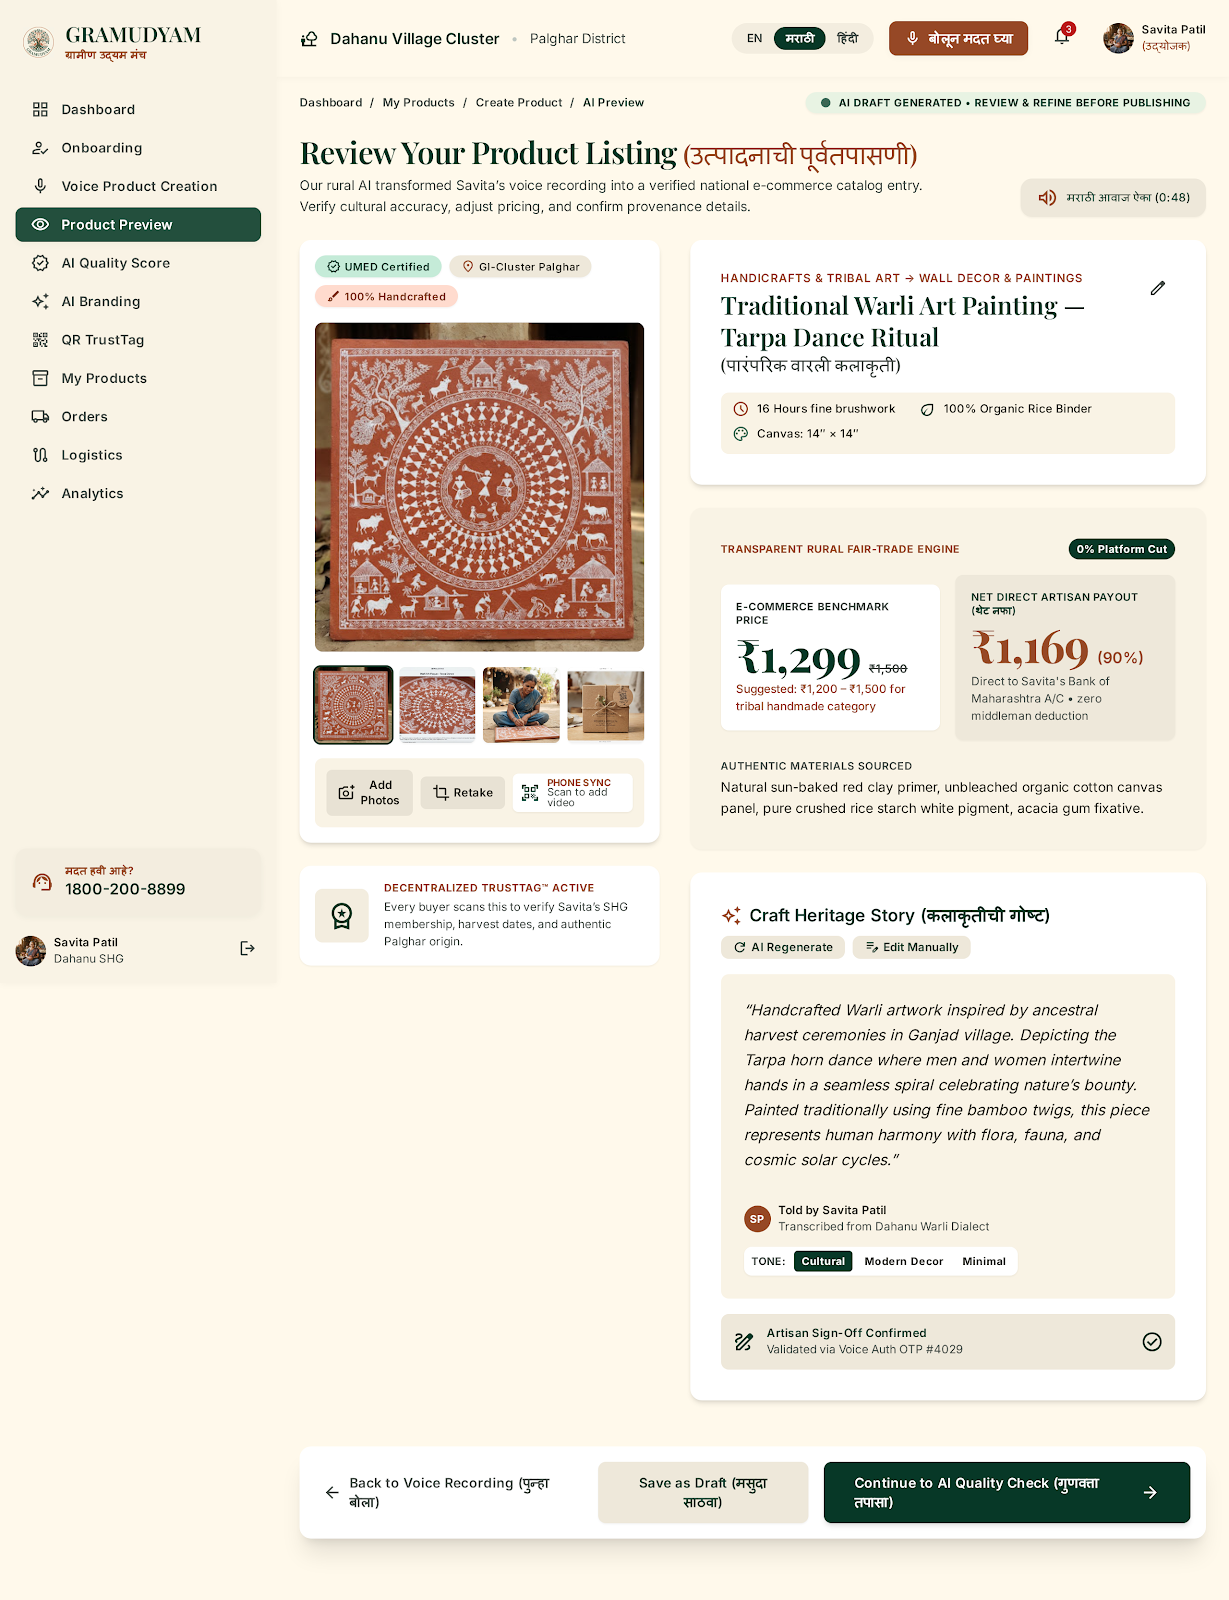 GRAMUDYAM
ग्रामीण उद्यम मंच
Dashboard
Onboarding
Voice Product Creation
Product Preview
AI Quality Score
AI Branding
QR TrustTag
My Products
Orders
Logistics
Analytics
मदत हवी आहे?
1800-200-8899
Savita Patil
Dahanu SHG
Dahanu Village Cluster • Palghar District
EN मराठी हिंदी
बोलून मदत घ्या
3
Savita Patil
(उद्योजक)
Dashboard / My Products / Create Product / AI Preview
AI DRAFT GENERATED • REVIEW & REFINE BEFORE PUBLISHING
Review Your Product Listing (उत्पादनाची पूर्वतपासणी)
Our rural AI transformed Savita’s voice recording into a verified national e-commerce catalog entry.
Verify cultural accuracy, adjust pricing, and confirm provenance details.
मराठी आवाज ऐका (0:48)
UMED Certified
GI-Cluster Palghar
100% Handcrafted
Add
Photos
Retake
PHONE SYNC
Scan to add
video
DECENTRALIZED TRUSTTAG™ ACTIVE
Every buyer scans this to verify Savita’s SHG
membership, harvest dates, and authentic
Palghar origin.
HANDICRAFTS & TRIBAL ART → WALL DECOR & PAINTINGS
Traditional Warli Art Painting —
Tarpa Dance Ritual
(पारंपरिक वारली कलाकृती)
16 Hours fine brushwork
100% Organic Rice Binder
Canvas: 14″ × 14″
TRANSPARENT RURAL FAIR-TRADE ENGINE
0% Platform Cut
E-COMMERCE BENCHMARK
PRICE
₹1,299 ₹1,500
Suggested: ₹1,200 – ₹1,500 for
tribal handmade category
NET DIRECT ARTISAN PAYOUT
(थेट नफा)
₹1,169 (90%)
Direct to Savita's Bank of
Maharashtra A/C • zero
middleman deduction
AUTHENTIC MATERIALS SOURCED
Natural sun-baked red clay primer, unbleached organic cotton canvas
panel, pure crushed rice starch white pigment, acacia gum fixative.
Craft Heritage Story (कलाकृतीची गोष्ट)
AI Regenerate
Edit Manually
“Handcrafted Warli artwork inspired by ancestral
harvest ceremonies in Ganjad village. Depicting the
Tarpa horn dance where men and women intertwine
hands in a seamless spiral celebrating nature’s bounty.
Painted traditionally using fine bamboo twigs, this piece
represents human harmony with flora, fauna, and
cosmic solar cycles.”
SP
Told by Savita Patil
Transcribed from Dahanu Warli Dialect
TONE: Cultural Modern Decor Minimal
Artisan Sign-Off Confirmed
Validated via Voice Auth OTP #4029
Back to Voice Recording (पुन्हा
बोला)
Save as Draft (मसुदा
साठवा)
Continue to AI Quality Check (गुणवत्ता
तपासा)